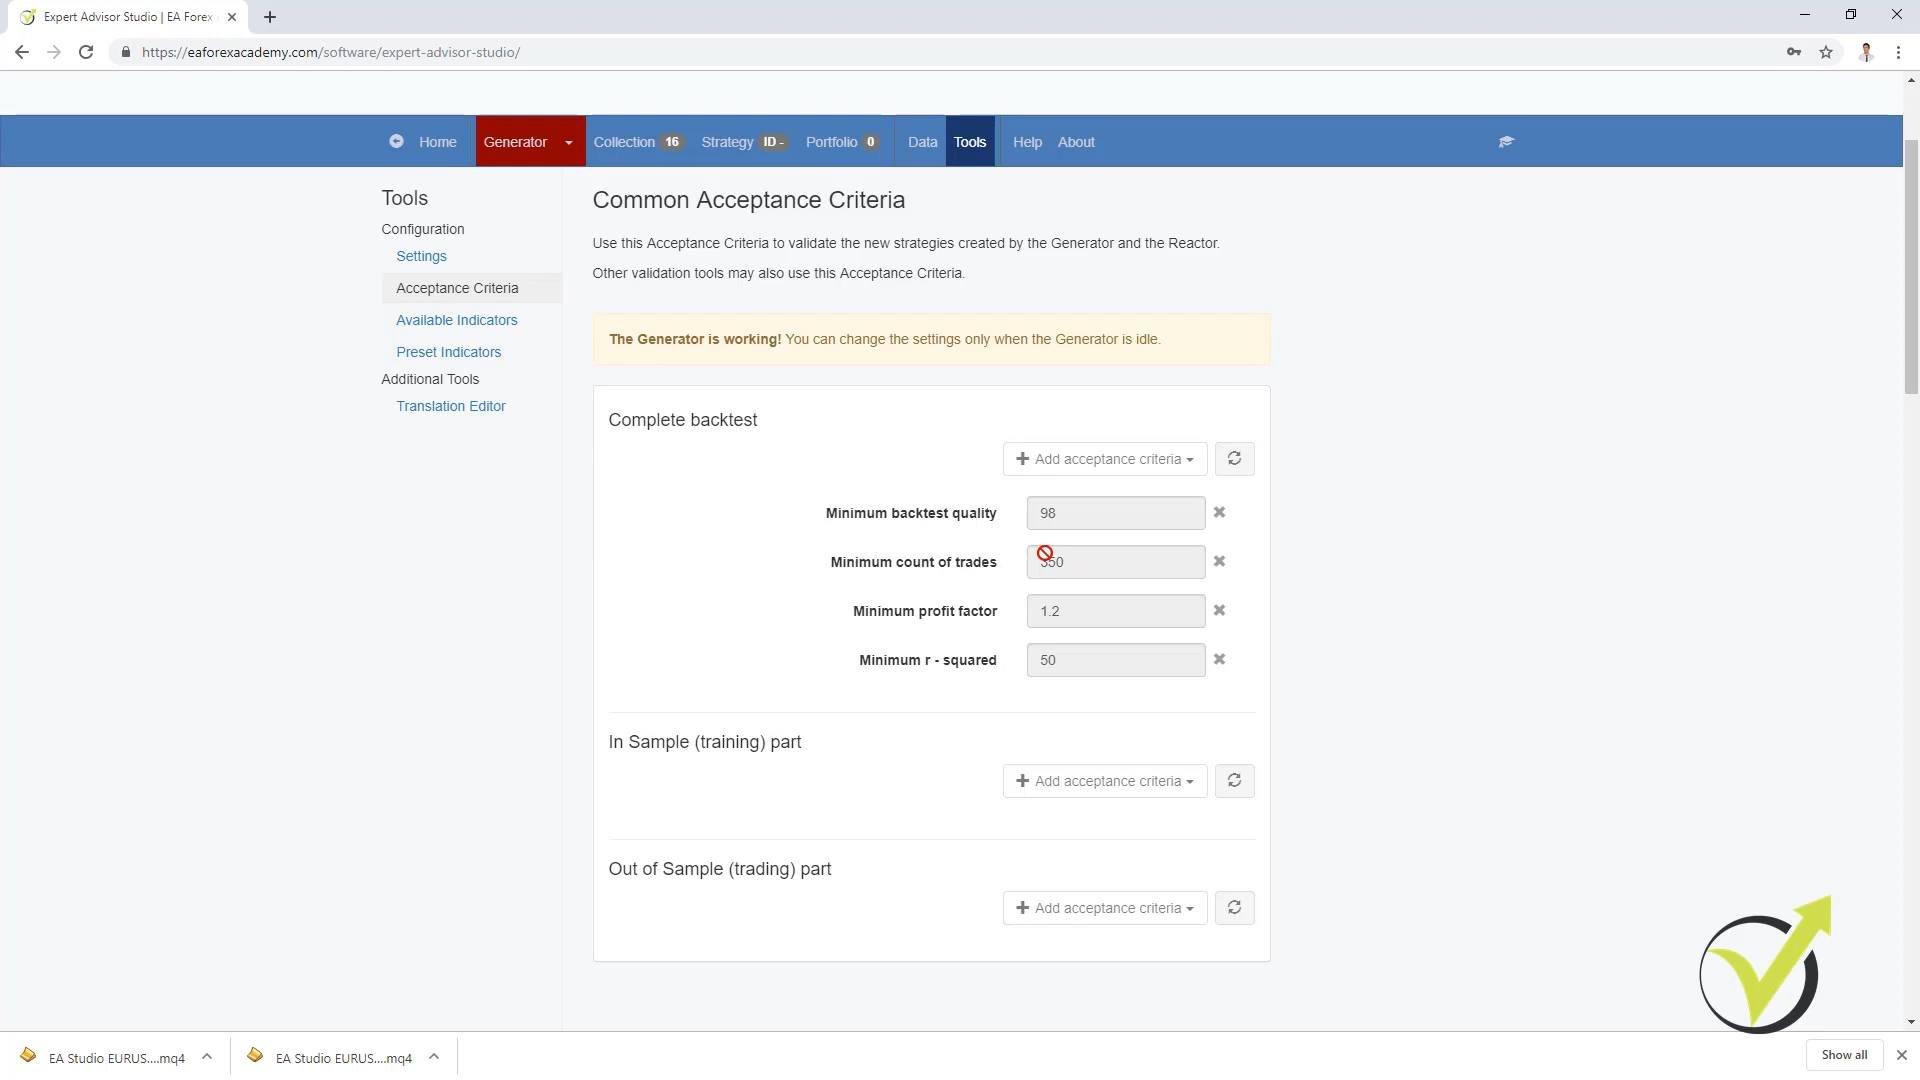 Expert Advisor Studio | EA Forex
https://eaforexacademy.com/software/expert-advisor-studio/
Home
Generator
Collection 16
Strategy ID -
Portfolio 0
Data
Tools
Help
About
Tools
Configuration
Settings
Acceptance Criteria
Available Indicators
Preset Indicators
Additional Tools
Translation Editor
Common Acceptance Criteria
Use this Acceptance Criteria to validate the new strategies created by the Generator and the Reactor.
Other validation tools may also use this Acceptance Criteria.
The Generator is working! You can change the settings only when the Generator is idle.
Complete backtest
Add acceptance criteria
Minimum backtest quality 98
Minimum count of trades 350
Minimum profit factor 1.2
Minimum r - squared 50
In Sample (training) part
Add acceptance criteria
Out of Sample (trading) part
Add acceptance criteria
EA Studio EURUS....mq4
EA Studio EURUS....mq4
Show all